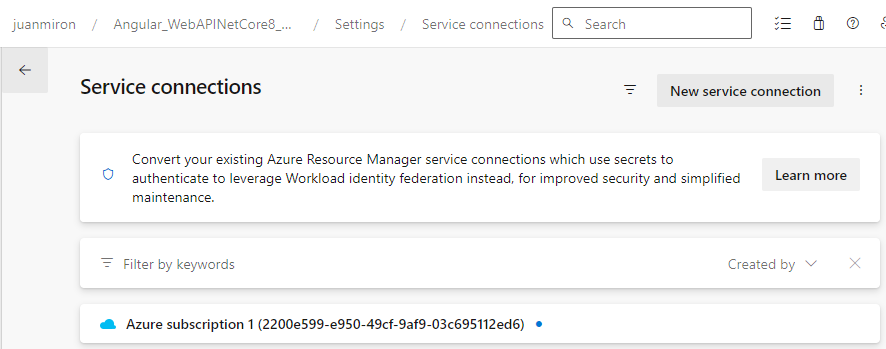 juanmiron / Angular_WebAPINetCore8_... / Settings / Service connections Search
Service connections New service connection
Convert your existing Azure Resource Manager service connections which use secrets to
authenticate to leverage Workload identity federation instead, for improved security and simplified
maintenance.
Learn more
Filter by keywords Created by
Azure subscription 1 (2200e599-e950-49cf-9af9-03c695112ed6)